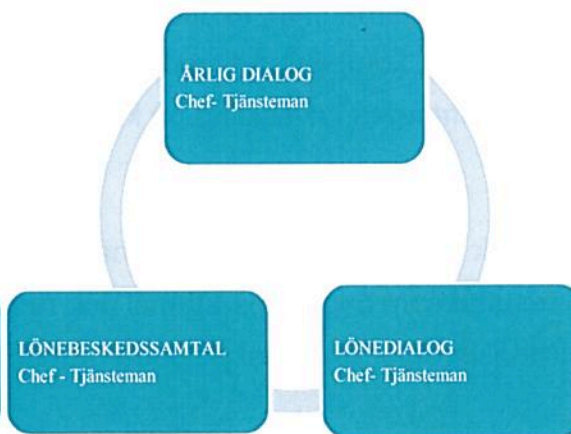 ÅRLIG DIALOG
Chef- Tjänsteman
LÖNEBESKEDSSAMTAL
Chef - Tjänsteman
LÖNEDIALOG
Chef- Tjänsteman